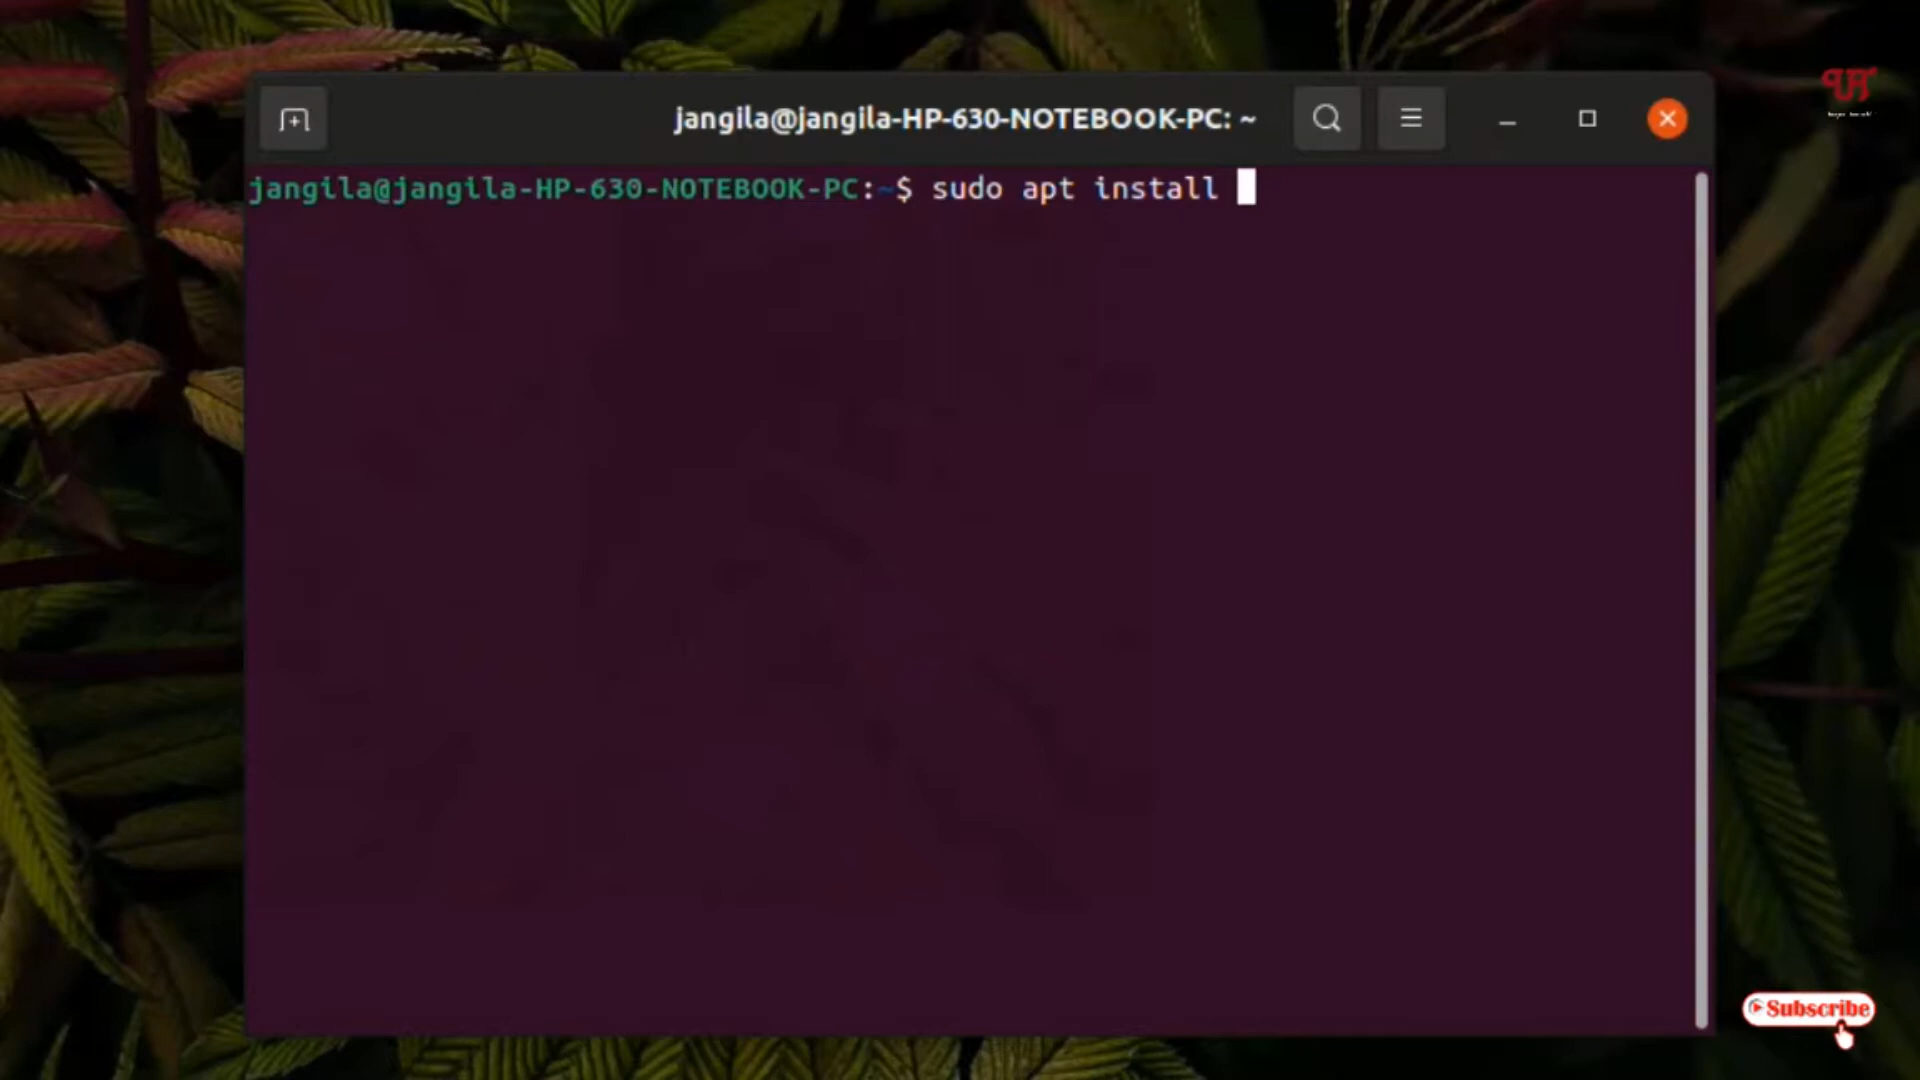 jangila@jangila-HP-630-NOTEBOOK-PC: ~
jangila@jangila-HP-630-NOTEBOOK-PC:~$ sudo apt install
Subscribe